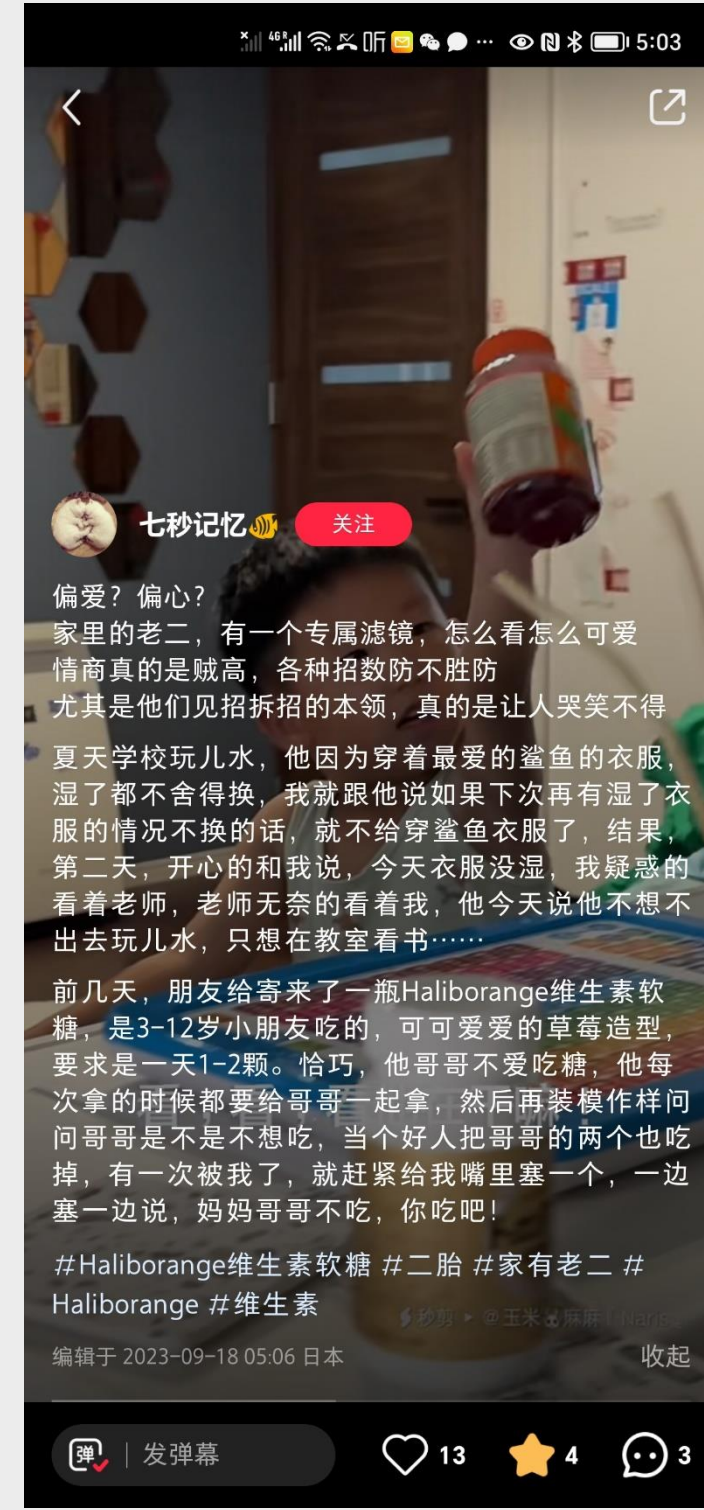 5:03
七秒记忆
关注
偏爱？偏心？
家里的老二，有一个专属滤镜，怎么看怎么可爱
情商真的是贼高，各种招数防不胜防
尤其是他们见招拆招的本领，真的是让人哭笑不得
夏天学校玩儿水，他因为穿着最爱的鲨鱼的衣服，
湿了都不舍得换，我就跟他说如果下次再有湿了衣
服的情况不换的话，就不给穿鲨鱼衣服了，结果，
第二天，开心的和我说，今天衣服没湿，我疑惑的
看着老师，老师无奈的看着我，他今天说他不想不
出去玩儿水，只想在教室看书……
前几天，朋友给寄来了一瓶Haliborange维生素软
糖，是3-12岁小朋友吃的，可可爱爱的草莓造型，
要求是一天1-2颗。恰巧，他哥哥不爱吃糖，他每
次拿的时候都要给哥哥一起拿，然后再装模作样问
问哥哥是不是不想吃，当个好人把哥哥的两个也吃
掉，有一次被我了，就赶紧给我嘴里塞一个，一边
塞一边说，妈妈哥哥不吃，你吃吧！
#Haliborange维生素软糖 #二胎 #家有老二 #
Haliborange #维生素
编辑于 2023-09-18 05:06 日本
收起
弹
发弹幕
13
4
3